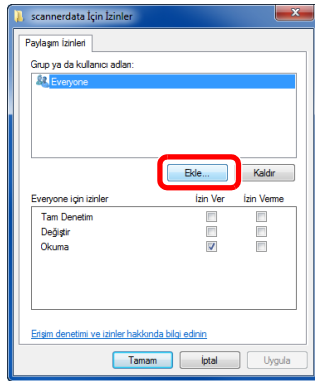 scannerdata İçin İzinler
Paylaşım İzinleri
Grup ya da kullanıcı adları:
Everyone
Ekle...
Kaldır
Everyone için izinler
İzin Ver
İzin Verme
Tam Denetim
Değiştir
Okuma
Erişim denetimi ve izinler hakkında bilgi edinin
Tamam
İptal
Uygula